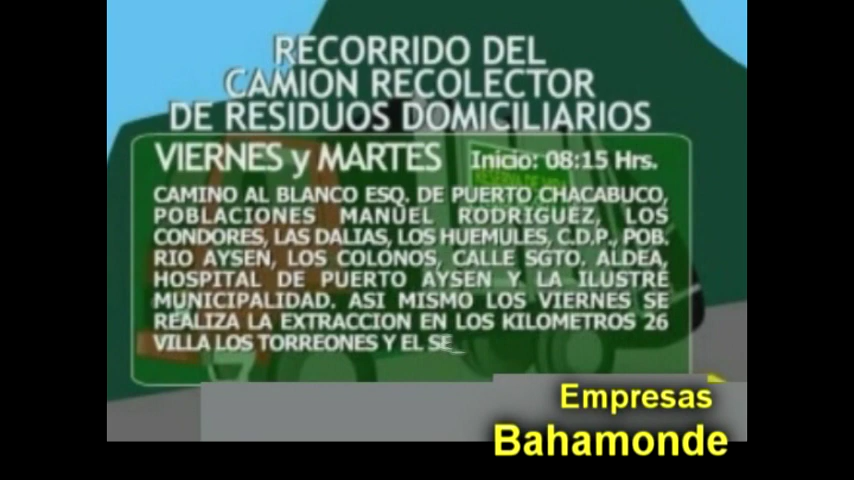 RECORRIDO DEL
CAMION RECOLECTOR
DE RESIDUOS DOMICILIARIOS
VIERNES y MARTES Inicio: 08:15 Hrs.
RESERVA DE
CAMINO AL BLANCO ESQ. DE PUERTO CHACABUCO,
POBLACIONES MANUEL RODRIGUEZ, LOS
CONDORES, LAS DALIAS, LOS HUEMULES, C.D.P., POB.
RIO AYSEN, LOS COLONOS, CALLE SGTO. ALDEA,
HOSPITAL DE PUERTO AYSEN Y LA ILUSTRE
MUNICIPALIDAD. ASI MISMO LOS VIERNES SE
REALIZA LA EXTRACCION EN LOS KILOMETROS 26
VILLA LOS TORREONES Y EL SE_
Empresas
Bahamonde